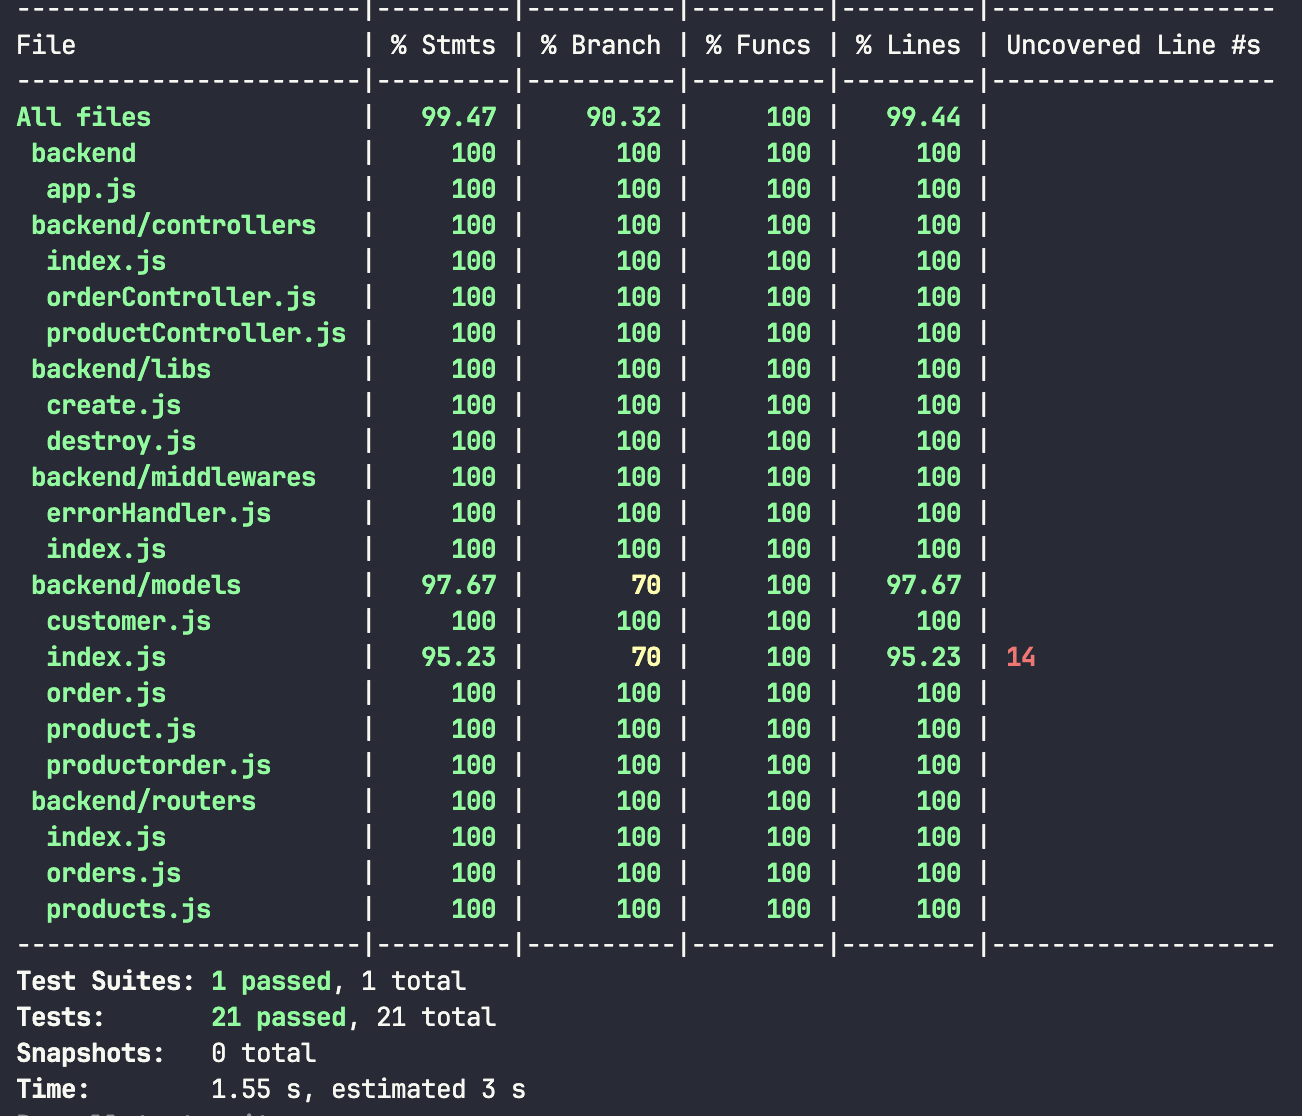 --------------------|---------|----------|---------|---------|-------------------
File | % Stmts | % Branch | % Funcs | % Lines | Uncovered Line #s
--------------------|---------|----------|---------|---------|-------------------
All files | 99.47 | 90.32 | 100 | 99.44 |
backend | 100 | 100 | 100 | 100 |
app.js | 100 | 100 | 100 | 100 |
backend/controllers | 100 | 100 | 100 | 100 |
index.js | 100 | 100 | 100 | 100 |
orderController.js | 100 | 100 | 100 | 100 |
productController.js | 100 | 100 | 100 | 100 |
backend/libs | 100 | 100 | 100 | 100 |
create.js | 100 | 100 | 100 | 100 |
destroy.js | 100 | 100 | 100 | 100 |
backend/middlewares | 100 | 100 | 100 | 100 |
errorHandler.js | 100 | 100 | 100 | 100 |
index.js | 100 | 100 | 100 | 100 |
backend/models | 97.67 | 70 | 100 | 97.67 |
customer.js | 100 | 100 | 100 | 100 |
index.js | 95.23 | 70 | 100 | 95.23 | 14
order.js | 100 | 100 | 100 | 100 |
product.js | 100 | 100 | 100 | 100 |
productorder.js | 100 | 100 | 100 | 100 |
backend/routers | 100 | 100 | 100 | 100 |
index.js | 100 | 100 | 100 | 100 |
orders.js | 100 | 100 | 100 | 100 |
products.js | 100 | 100 | 100 | 100 |
--------------------|---------|----------|---------|---------|-------------------
Test Suites: 1 passed, 1 total
Tests: 21 passed, 21 total
Snapshots: 0 total
Time: 1.55 s, estimated 3 s